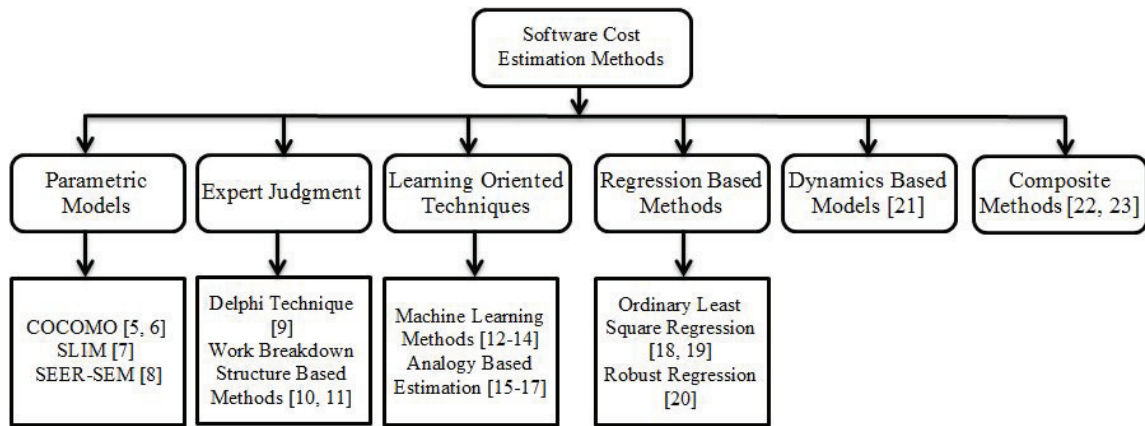 Software Cost
Estimation Methods
Parametric
Models
Expert Judgment
Learning Oriented
Techniques
Regression Based
Methods
Dynamics Based
Models [21]
Composite
Methods [22, 23]
COCOMO [5, 6]
SLIM [7]
SEER-SEM [8]
Delphi Technique
[9]
Work Breakdown
Structure Based
Methods [10, 11]
Machine Learning
Methods [12-14]
Analogy Based
Estimation [15-17]
Ordinary Least
Square Regression
[18, 19]
Robust Regression
[20]